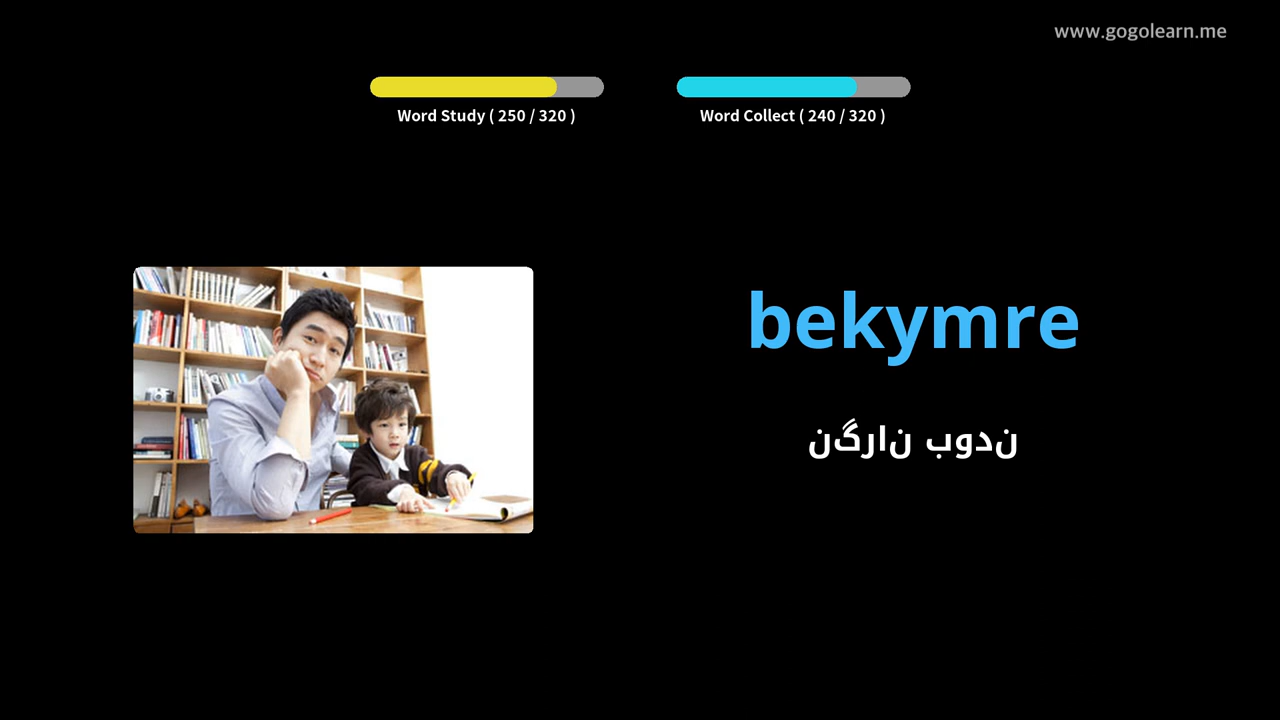 www.gogolearn.me
Word Study ( 250 / 320 )
Word Collect ( 240 / 320 )
bekymre
نگران بودن